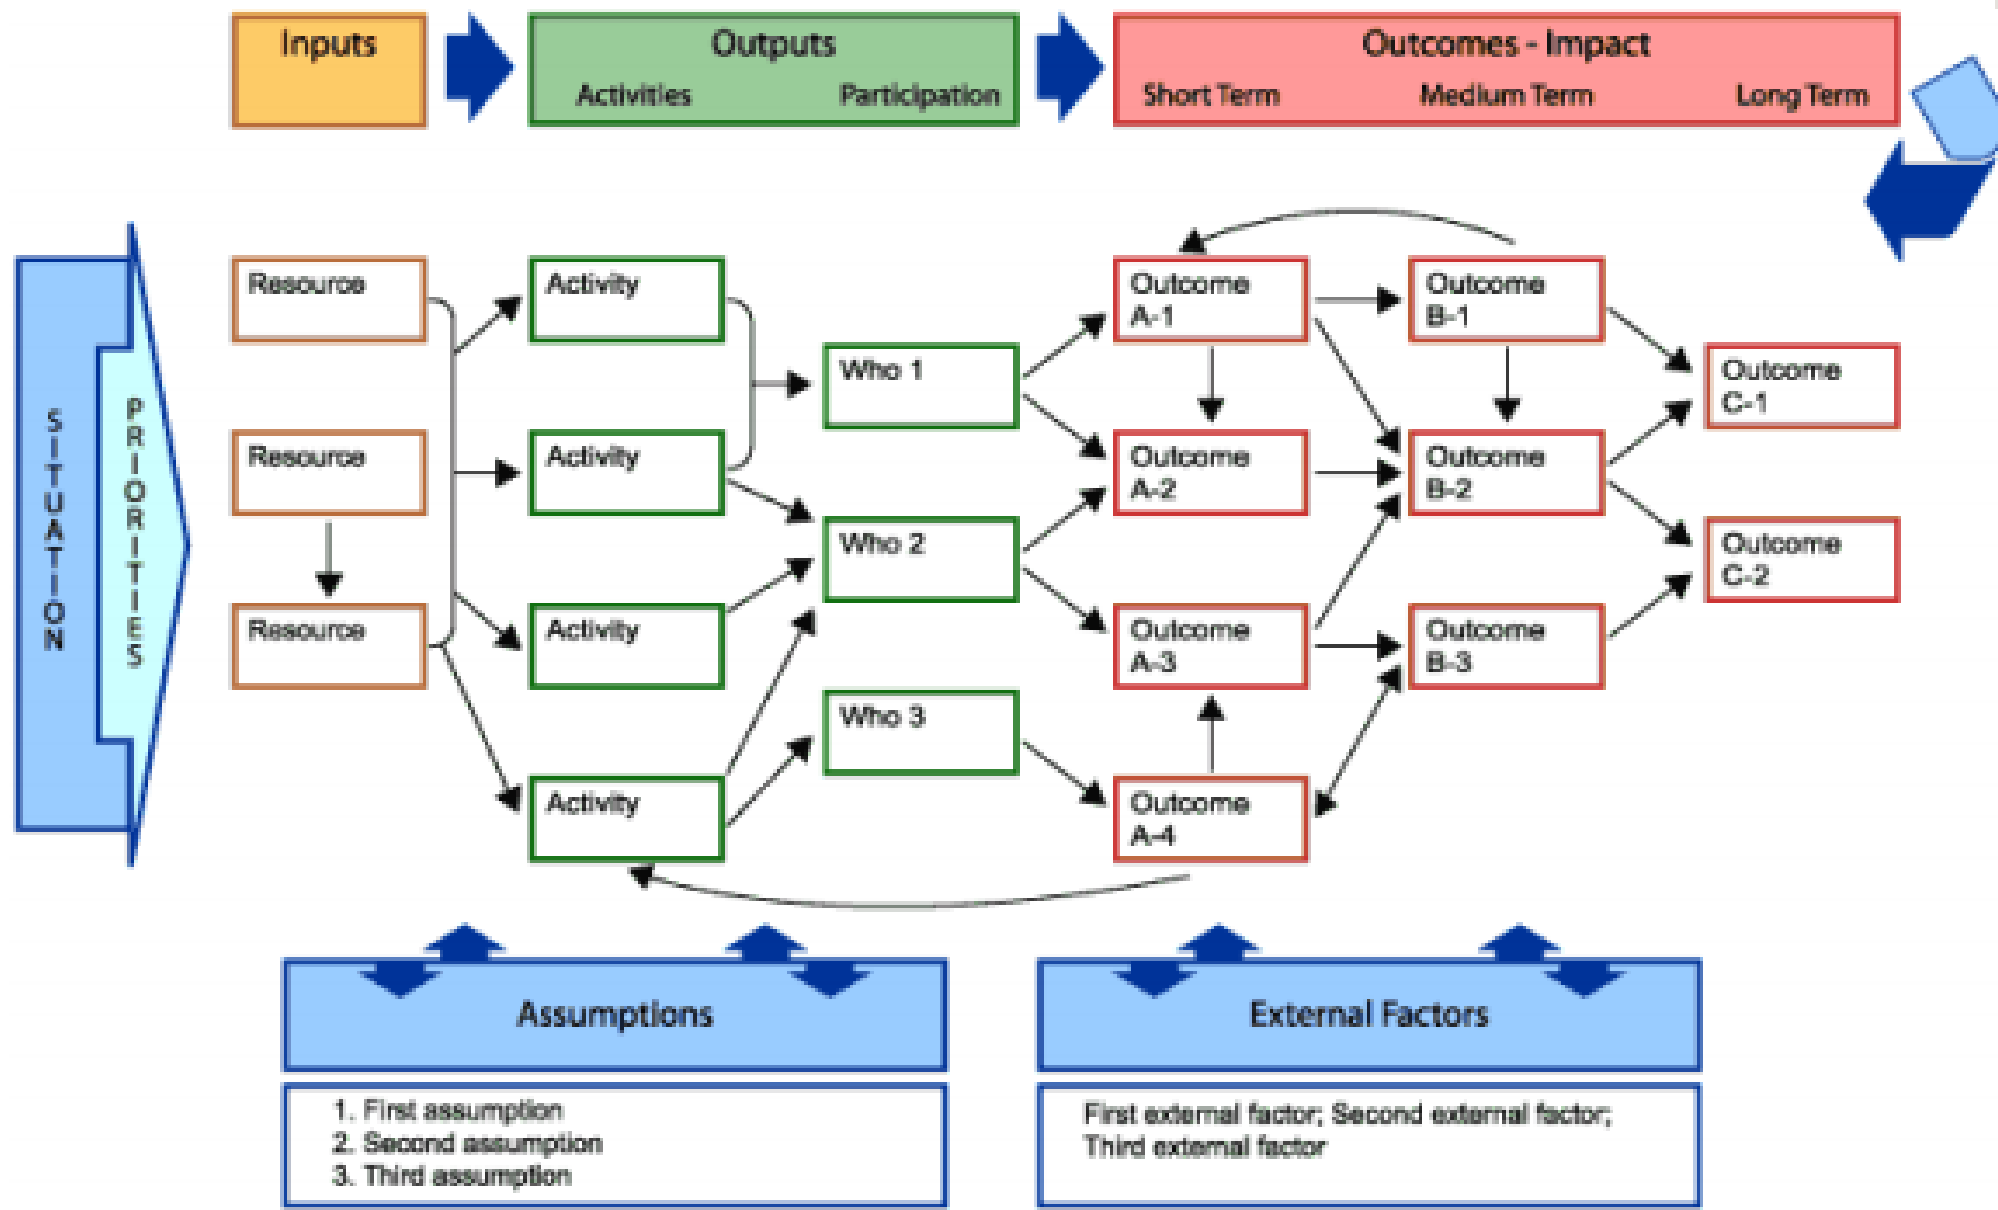 Inputs
Outputs
Activities Participation
Outcomes - Impact
Short Term Medium Term Long Term
SITUATION
PRIORITIES
Resource
Resource
Resource
Activity
Activity
Activity
Activity
Who 1
Who 2
Who 3
Outcome
A-1
Outcome
A-2
Outcome
A-3
Outcome
A-4
Outcome
B-1
Outcome
B-2
Outcome
B-3
Outcome
C-1
Outcome
C-2
Assumptions
1. First assumption
2. Second assumption
3. Third assumption
External Factors
First external factor; Second external factor;
Third external factor